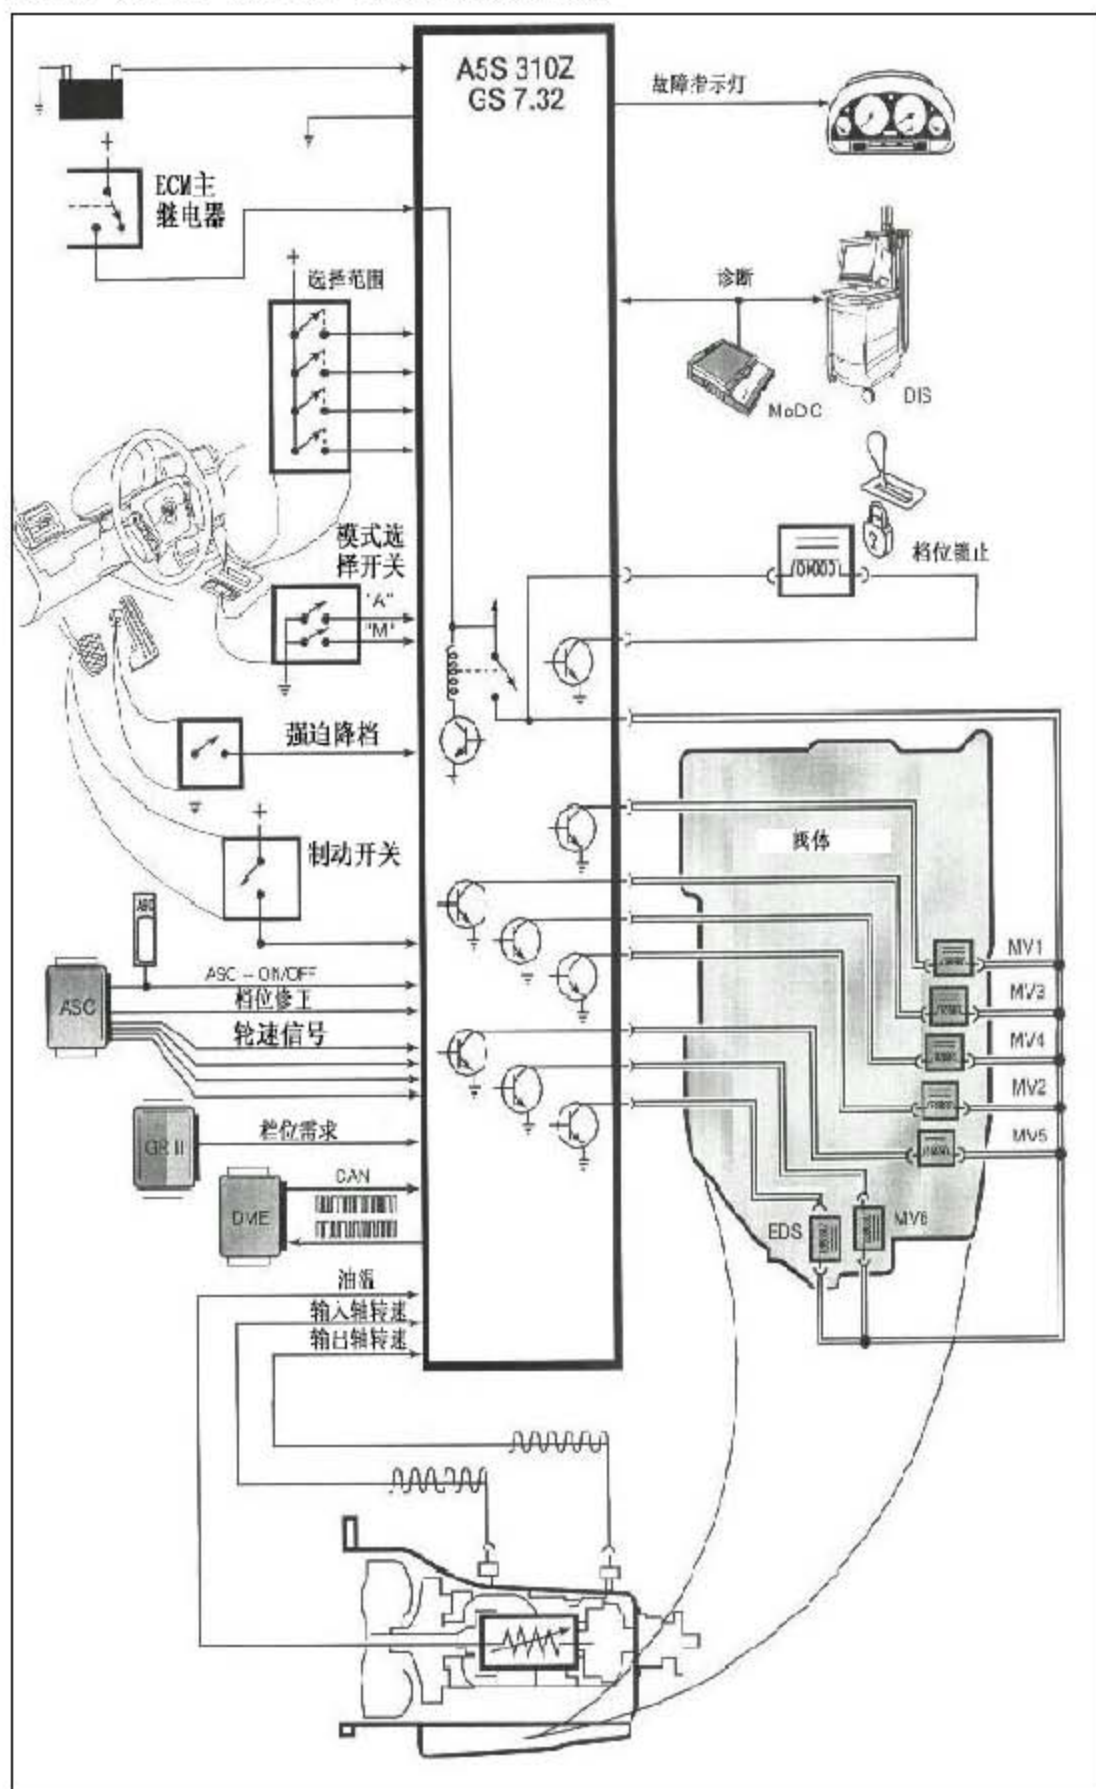 A5S 310Z
GS 7.32
故障指示灯
ECM主
继电器
选择范围
诊断
MoDC
DIS
模式选
择开关
"A"
"M"
档位锁止
强迫降档
阀体
制动开关
ASC
ASC - ON/OFF
档位修正
ASC
轮速信号
MV1
MV3
MV4
MV2
MV5
GR II
档位需求
CAN
DME
EDS
MV6
油温
输入轴转速
输出轴转速